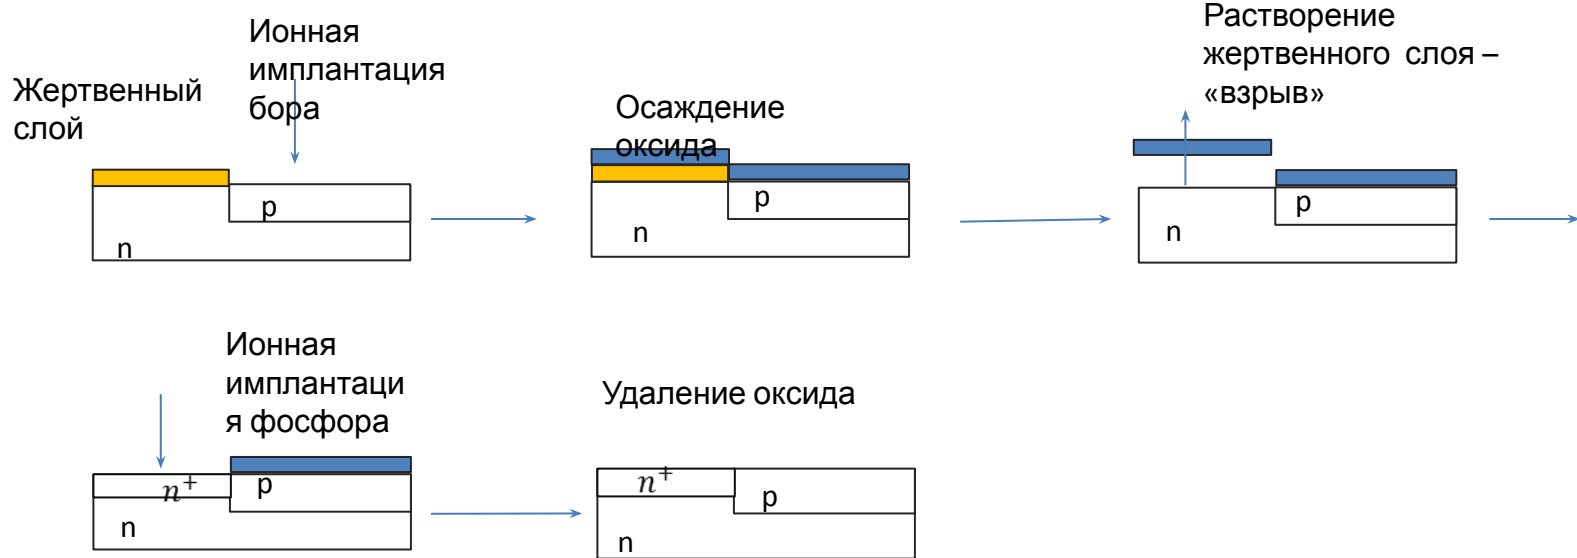 Жертвенный
слой
Ионная
имплантация
бора
p
n
Осаждение
оксида
p
n
Растворение
жертвенного слоя –
«взрыв»
p
n
Ионная
имплантаци
я фосфора
n⁺
p
n
Удаление оксида
n⁺
p
n